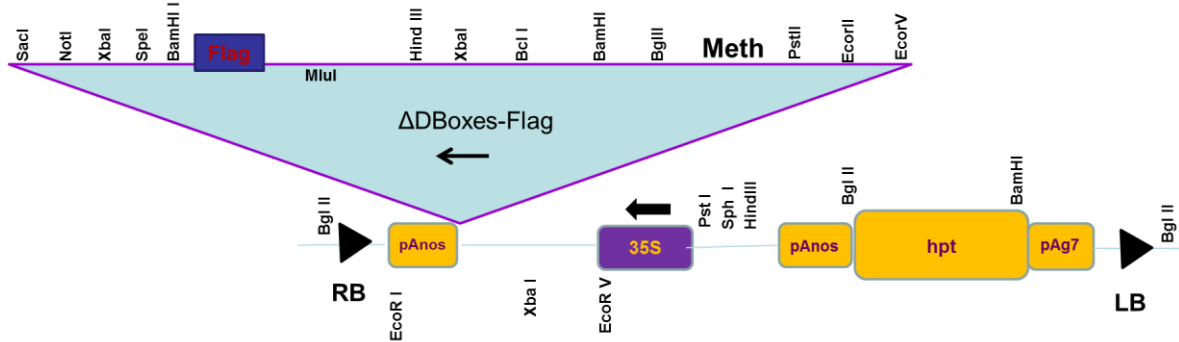 SacI
NotI
XbaI
SpeI
BamHI I
Flag
MluI
Hind III
XbaI
Bcl I
BamHI
BglII
Meth
PstII
EcorII
EcorV
ΔDBoxes-Flag
Bgl II
RB
pAnos
EcoR I
Xba I
EcoR V
35S
Pst I
Sph I
HindIII
pAnos
Bgl II
hpt
BamHI
pAg7
LB
Bgl II